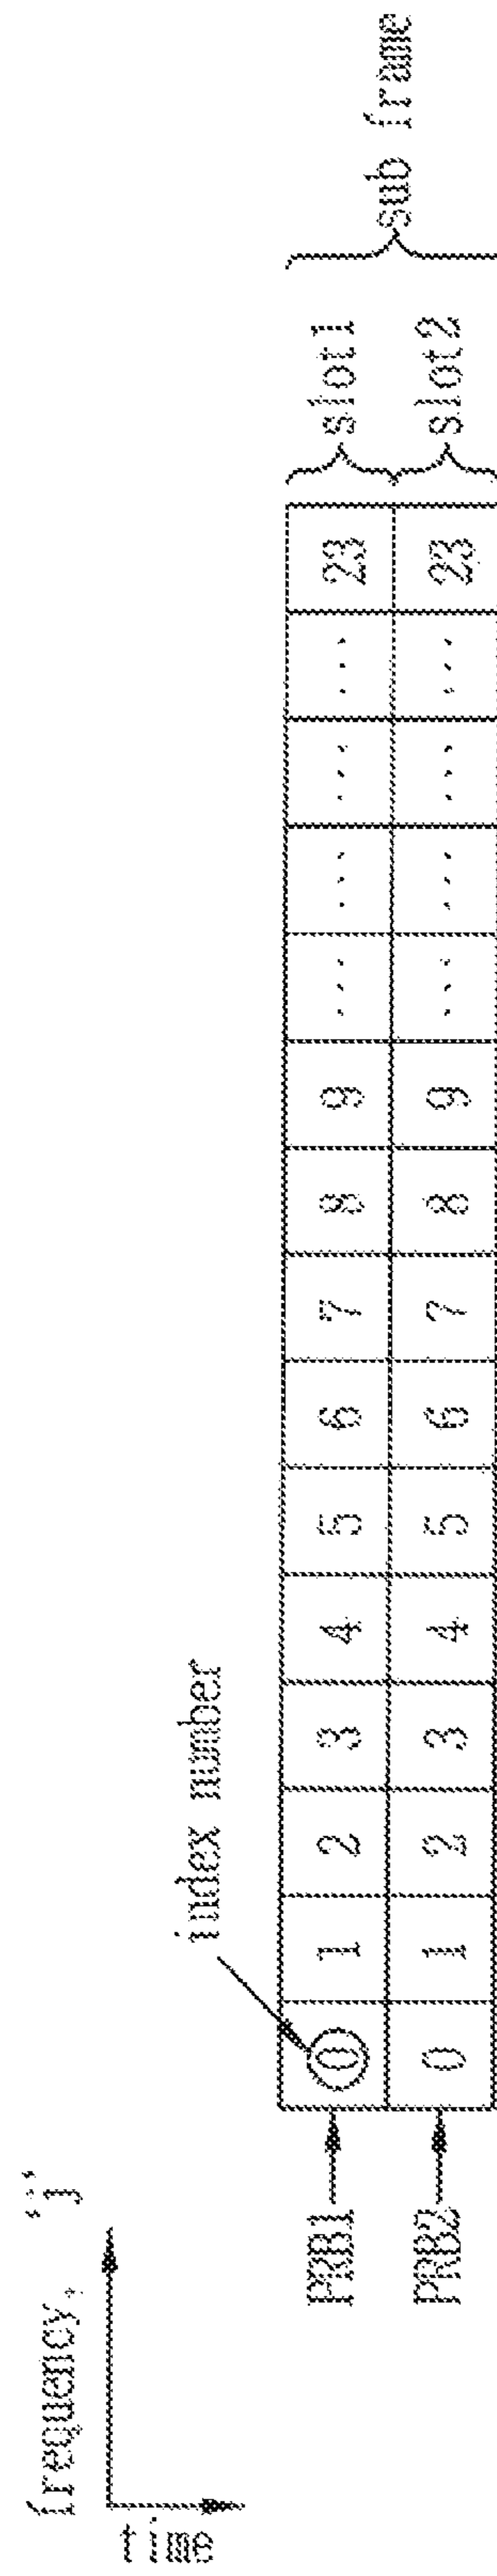 frequency, 'j'
time
index number
PRB1 0 1 2 3 4 5 6 7 8 9 ... ... ... ... 23 slot1
PRB2 0 1 2 3 4 5 6 7 8 9 ... ... ... ... 23 slot2
sub frame